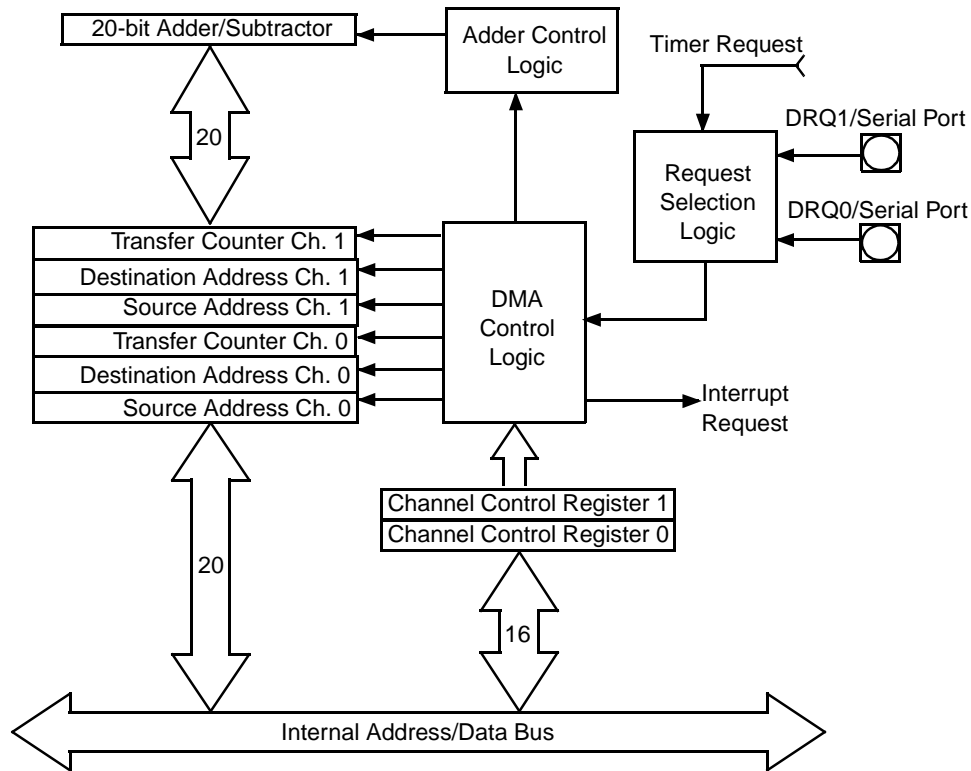 20-bit Adder/Subtractor
Adder Control
Logic
Timer Request
DRQ1/Serial Port
20
Request
Selection
Logic
DRQ0/Serial Port
Transfer Counter Ch. 1
Destination Address Ch. 1
Source Address Ch. 1
Transfer Counter Ch. 0
Destination Address Ch. 0
Source Address Ch. 0
DMA
Control
Logic
Interrupt
Request
Channel Control Register 1
Channel Control Register 0
20
16
Internal Address/Data Bus